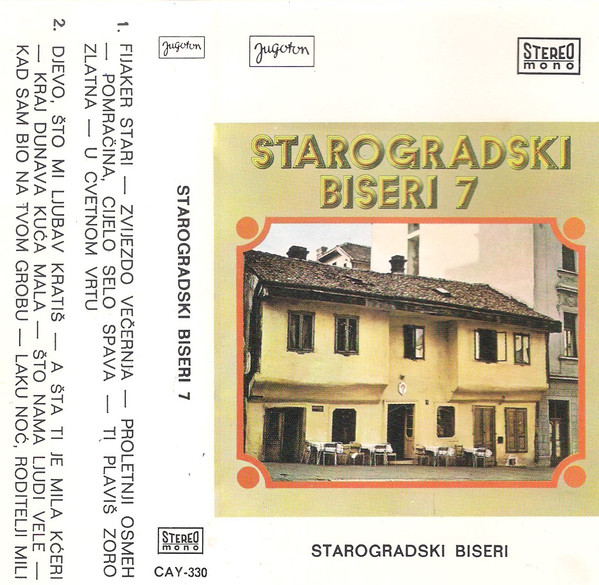 1. FIJAKER STARI — ZVIJEZDO VEČERNJA — PROLETNJI OSMEH
— POMRAČINA, CIJELO SELO SPAVA — TI PLAVIŠ ZORO
ZLATNA — U CVETNOM VRTU
2. DJEVO, ŠTO MI LJUBAV KRATIŠ — A ŠTA TI JE MILA KĆERI
— KRAJ DUNAVA KUĆA MALA — ŠTO NAMA LJUDI VELE —
KAD SAM BIO NA TVOM GROBU — LAKU NOĆ, RODITELJI MILI
Jugoton
STAROGRADSKI BISERI 7
STEREO
mono
CAY-330
Jugoton
STEREO
mono
STAROGRADSKI
BISERI 7
STAROGRADSKI BISERI